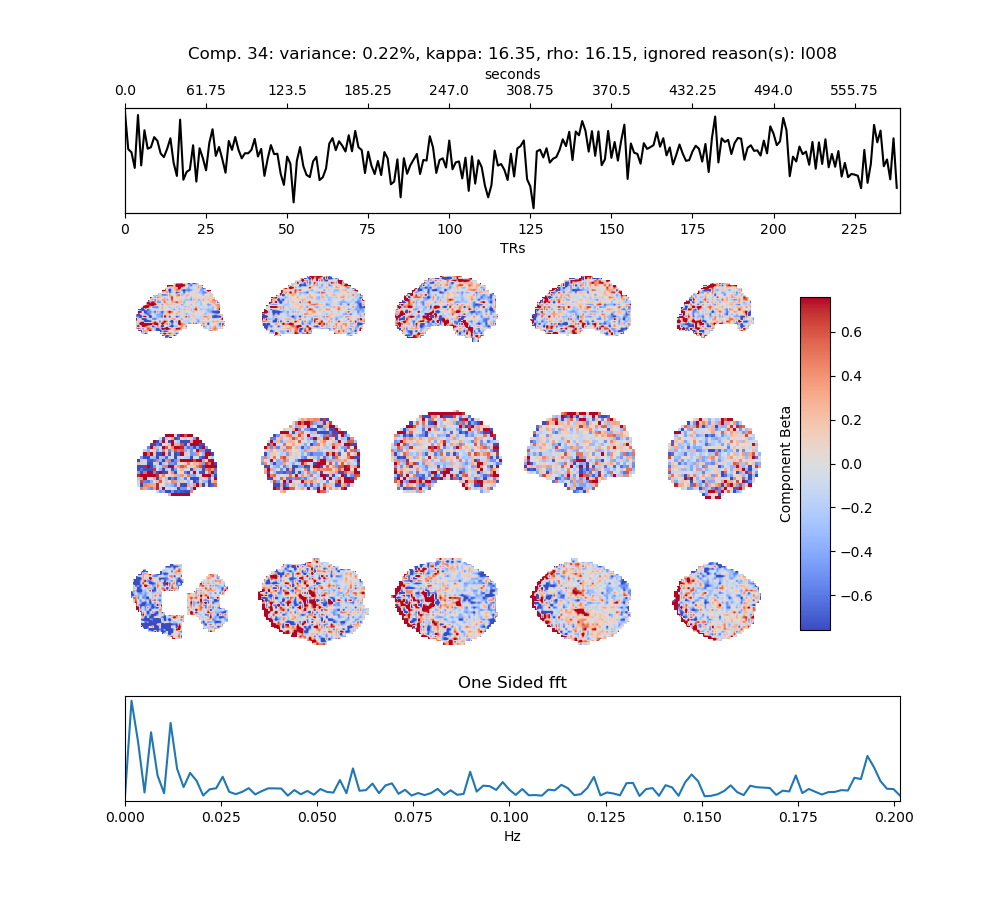 Comp. 34: variance: 0.22%, kappa: 16.35, rho: 16.15, ignored reason(s): I008
seconds
0.0 61.75 123.5 185.25 247.0 308.75 370.5 432.25 494.0 555.75
0 25 50 75 100 125 150 175 200 225
TRs
0.6
0.4
0.2
0.0
−0.2
−0.4
−0.6
Component Beta
One Sided fft
0.000 0.025 0.050 0.075 0.100 0.125 0.150 0.175 0.200
Hz